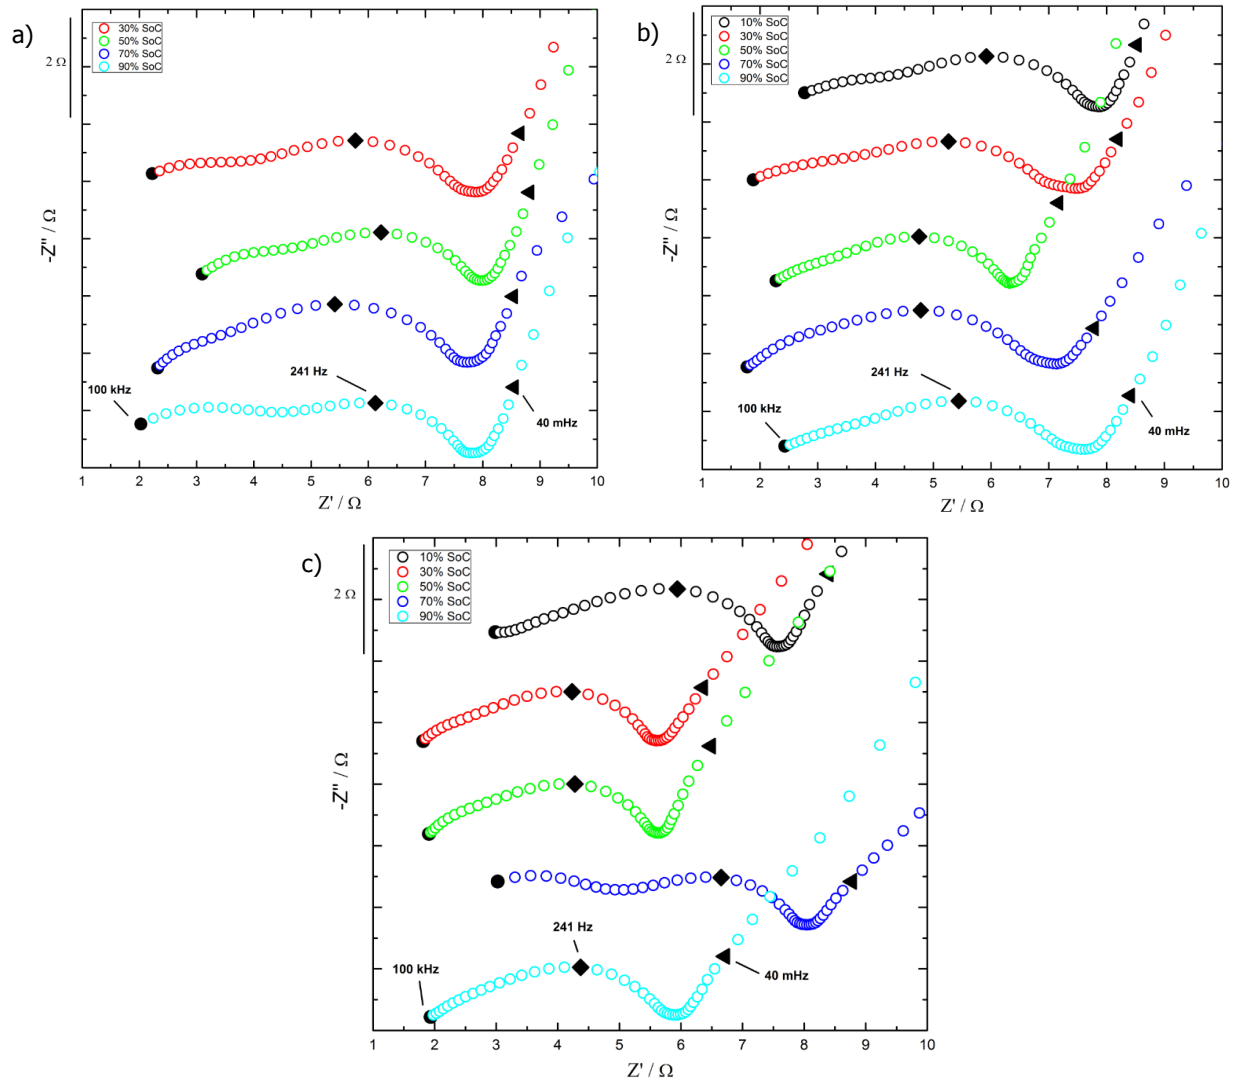 a)
30% SoC
50% SoC
70% SoC
90% SoC
2 Ω
-Z'' / Ω
100 kHz
241 Hz
40 mHz
1 2 3 4 5 6 7 8 9 10
Z' / Ω
b)
10% SoC
30% SoC
50% SoC
70% SoC
90% SoC
2 Ω
-Z'' / Ω
100 kHz
241 Hz
40 mHz
1 2 3 4 5 6 7 8 9 10
Z' / Ω
c)
10% SoC
30% SoC
50% SoC
70% SoC
90% SoC
2 Ω
-Z'' / Ω
100 kHz
241 Hz
40 mHz
1 2 3 4 5 6 7 8 9 10
Z' / Ω